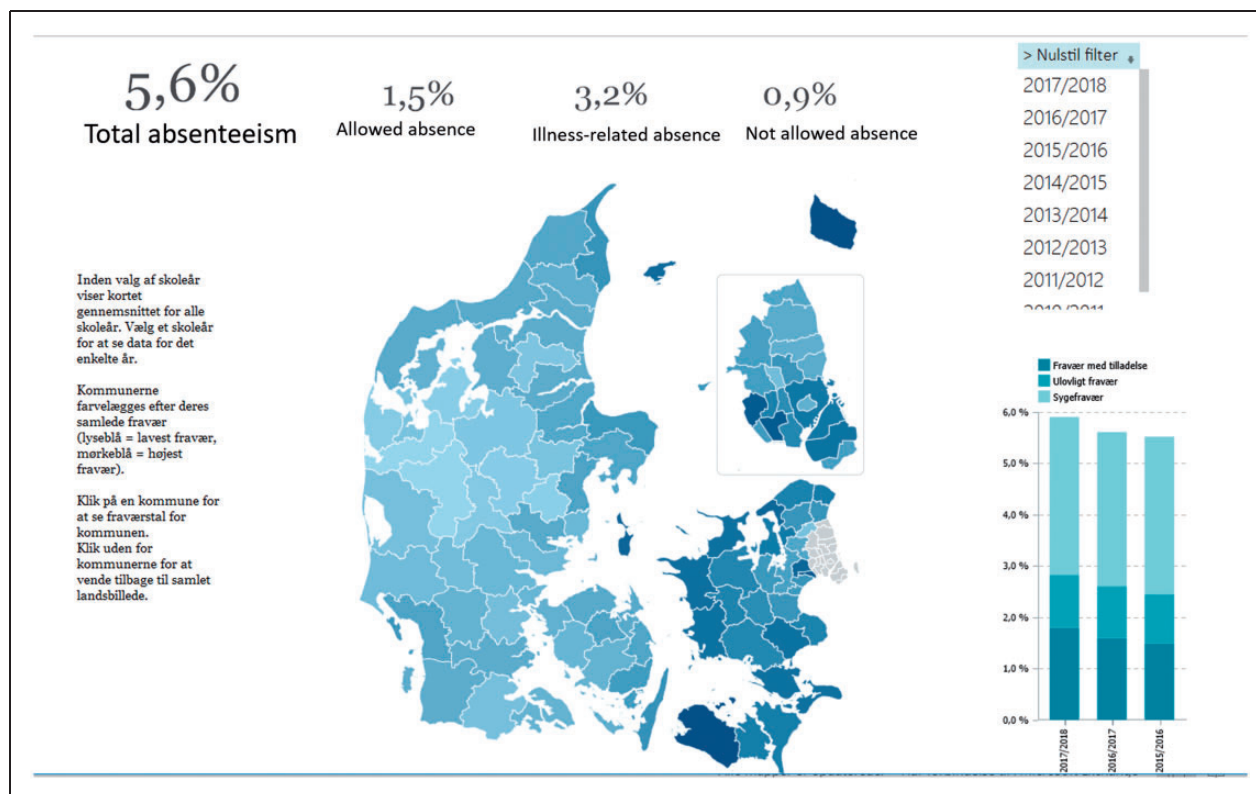 5,6%
Total absenteeism
1,5%
Allowed absence
3,2%
Illness-related absence
0,9%
Not allowed absence
> Nulstil filter
2017/2018
2016/2017
2015/2016
2014/2015
2013/2014
2012/2013
2011/2012
2010/2011
Inden valg af skoleår
viser kortet
gennemsnittet for alle
skoleår. Vælg et skoleår
for at se data for det
enkelte år.
Kommunerne
farvelægges efter deres
samlede fravær
(lyseblå = lavest fravær,
mørkeblå = højest
fravær).
Klik på en kommune for
at se fraværstal for
kommunen.
Klik uden for
kommunerne for at
vende tilbage til samlet
landsbillede.
Fravær med tilladelse
Ulovligt fravær
Sygefravær
6,0 %
5,0 %
4,0 %
3,0 %
2,0 %
1,0 %
0,0 %
2017/2018
2016/2017
2015/2016